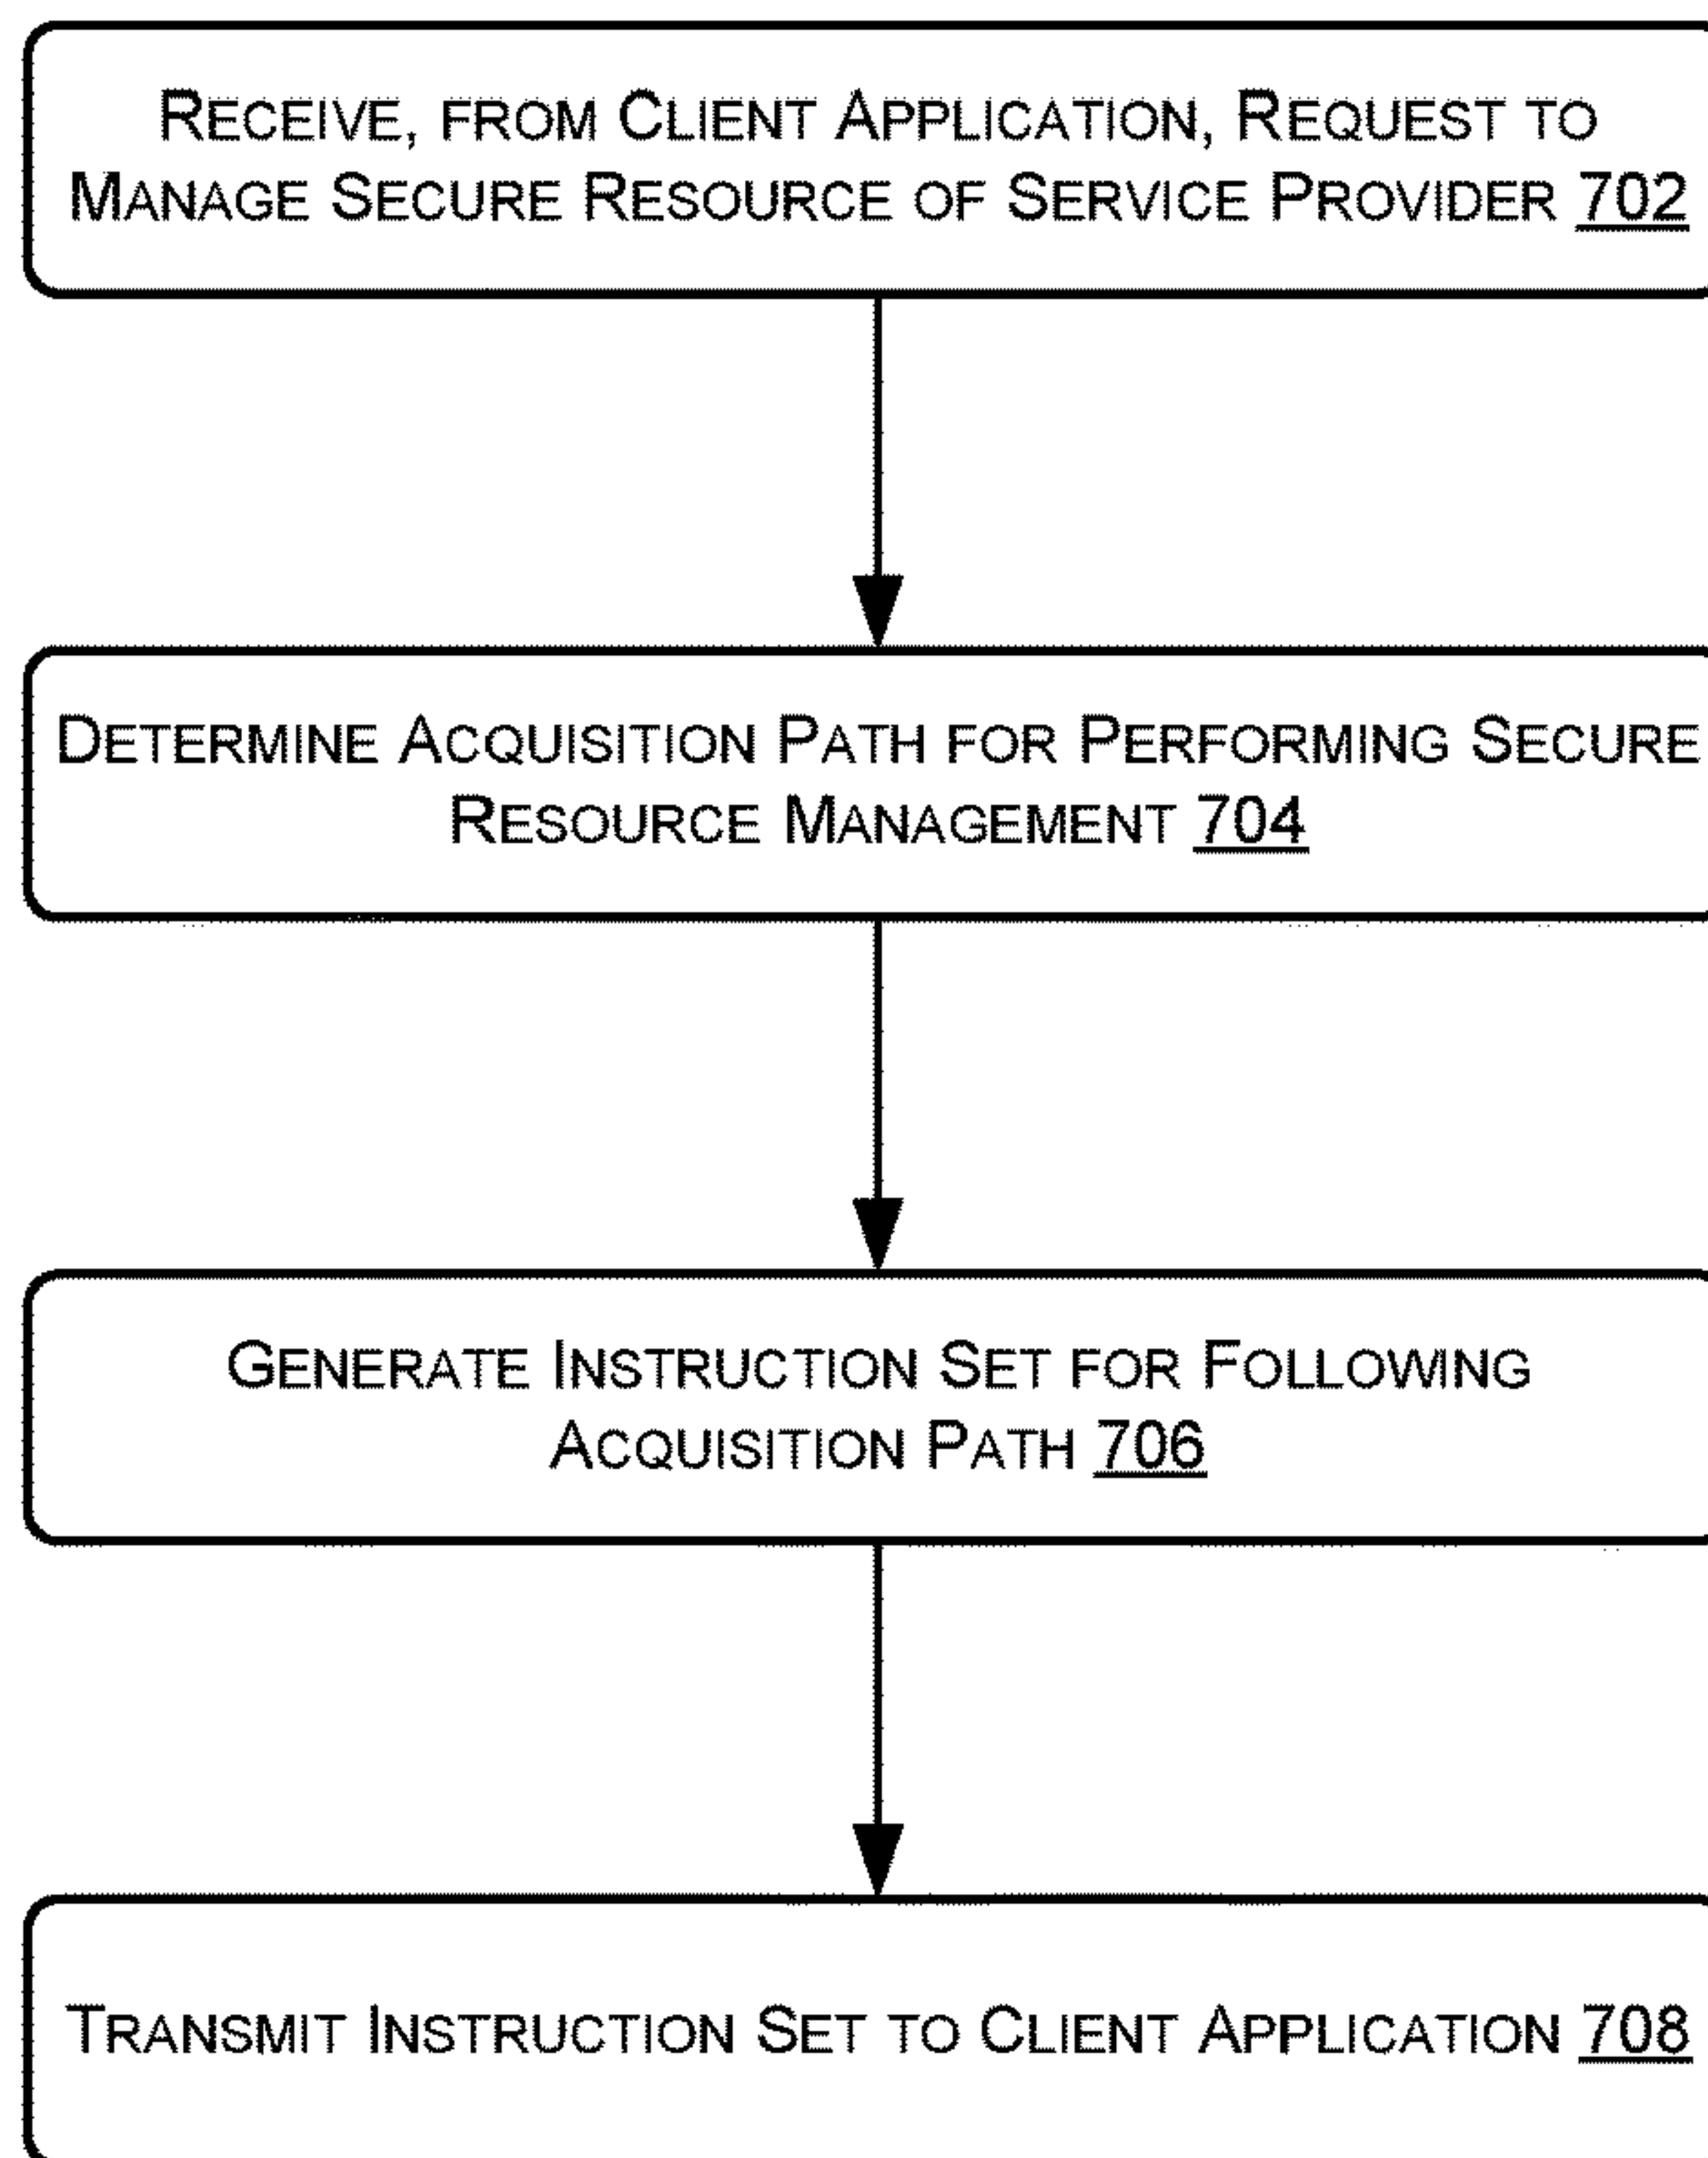 RECEIVE, FROM CLIENT APPLICATION, REQUEST TO
MANAGE SECURE RESOURCE OF SERVICE PROVIDER 702
DETERMINE ACQUISITION PATH FOR PERFORMING SECURE
RESOURCE MANAGEMENT 704
GENERATE INSTRUCTION SET FOR FOLLOWING
ACQUISITION PATH 706
TRANSMIT INSTRUCTION SET TO CLIENT APPLICATION 708